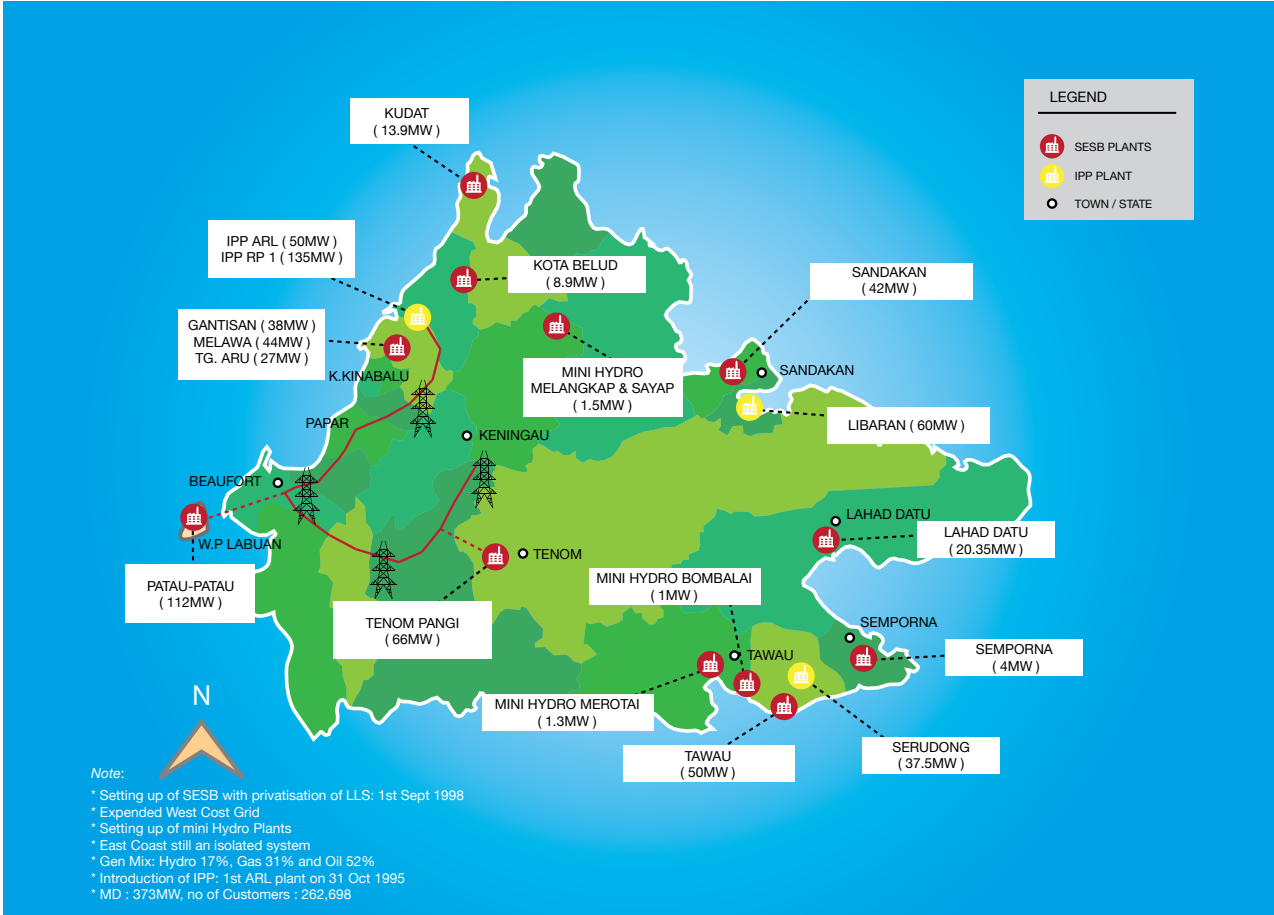 LEGEND
SESB PLANTS
IPP PLANT
TOWN / STATE
KUDAT
( 13.9MW )
IPP ARL ( 50MW )
IPP RP 1 ( 135MW)
KOTA BELUD
( 8.9MW )
SANDAKAN
( 42MW )
GANTISAN ( 38MW )
MELAWA ( 44MW )
TG. ARU ( 27MW )
K.KINABALU
MINI HYDRO
MELANGKAP & SAYAP
( 1.5MW )
SANDAKAN
LIBARAN ( 60MW )
PAPAR
KENINGAU
BEAUFORT
LAHAD DATU
W.P LABUAN
LAHAD DATU
( 20.35MW )
TENOM
MINI HYDRO BOMBALAI
( 1MW )
PATAU-PATAU
( 112MW )
TENOM PANGI
( 66MW )
SEMPORNA
TAWAU
SEMPORNA
( 4MW )
MINI HYDRO MEROTAI
( 1.3MW )
TAWAU
( 50MW )
SERUDONG
( 37.5MW )
N
Note:
* Setting up of SESB with privatisation of LLS: 1st Sept 1998
* Expended West Cost Grid
* Setting up of mini Hydro Plants
* East Coast still an isolated system
* Gen Mix: Hydro 17%, Gas 31% and Oil 52%
* Introduction of IPP: 1st ARL plant on 31 Oct 1995
* MD : 373MW, no of Customers : 262,698